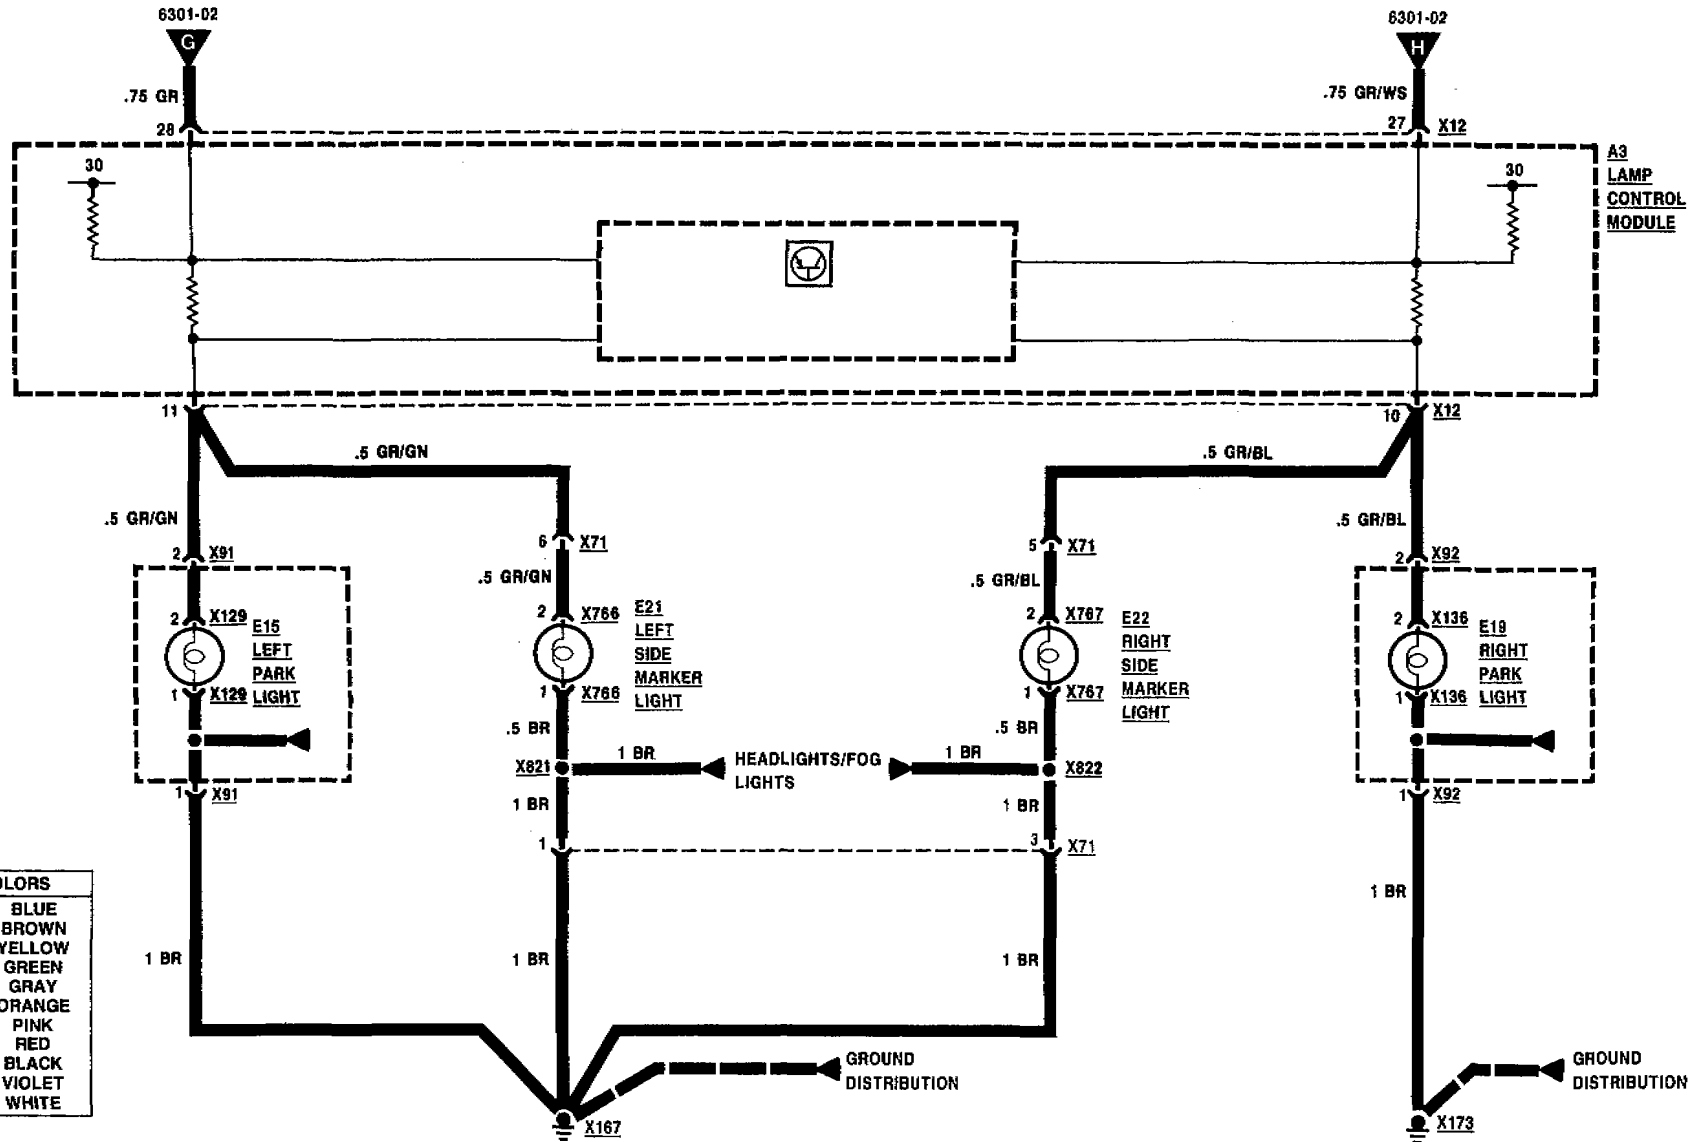 6301-02
6301-02
G
H
.75 GR
.75 GR/WS
28
27
X12
A3
LAMP
CONTROL
MODULE
30
30
11
10
X12
.5 GR/GN
.5 GR/BL
.5 GR/GN
.5 GR/BL
2
X91
6
X71
5
X71
2
X92
.5 GR/GN
.5 GR/BL
2
X129
E15
LEFT
PARK
LIGHT
1
X129
2
X766
E21
LEFT
SIDE
MARKER
LIGHT
1
X766
2
X767
E22
RIGHT
SIDE
MARKER
LIGHT
1
X767
2
X136
E19
RIGHT
PARK
LIGHT
1
X136
.5 BR
.5 BR
X821
1 BR
HEADLIGHTS/FOG
LIGHTS
1 BR
X822
1
X91
1 BR
1 BR
1
X92
1
3
X71
1 BR
OLORS
BLUE
BROWN
YELLOW
GREEN
GRAY
ORANGE
PINK
RED
BLACK
VIOLET
WHITE
1 BR
1 BR
1 BR
GROUND
DISTRIBUTION
GROUND
DISTRIBUTION
X167
X173